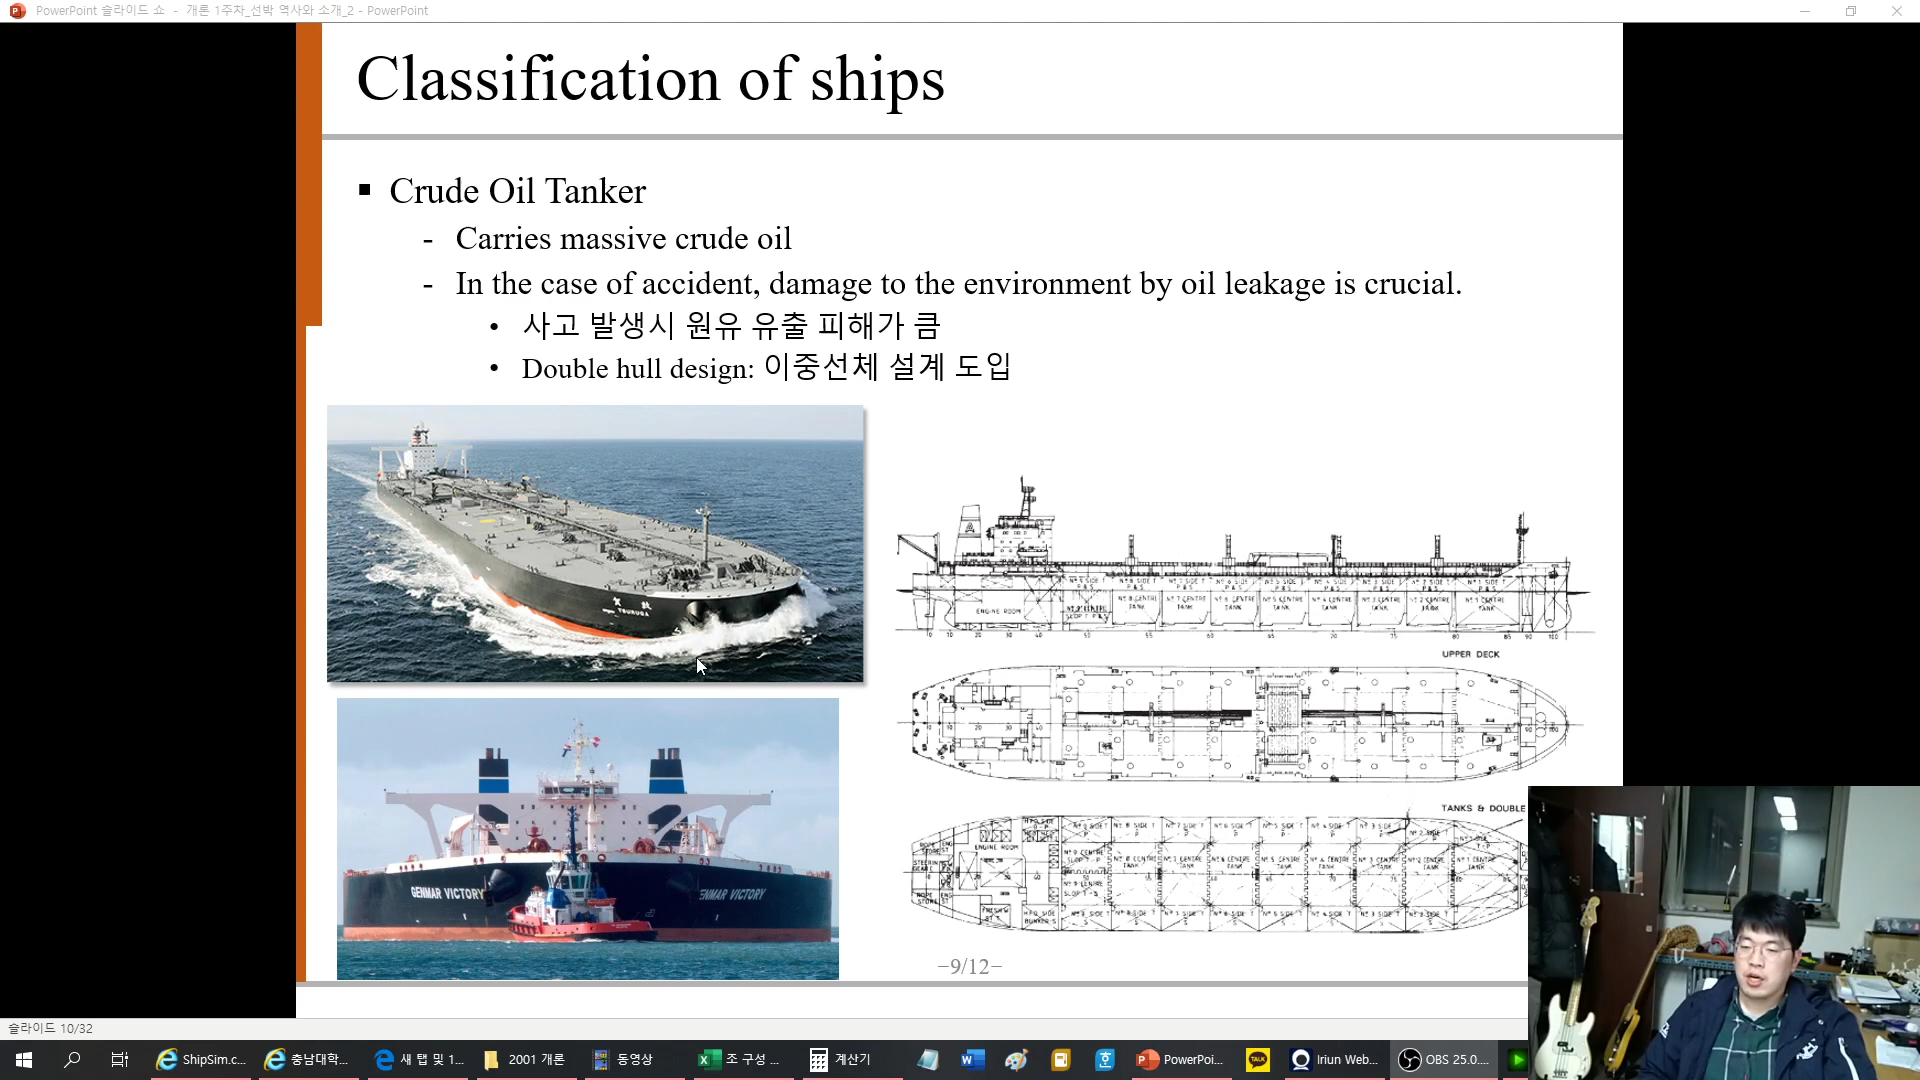 PowerPoint 슬라이드 쇼 - 개론 1주차_선박 역사와 소개_2 - PowerPoint
Classification of ships
▪ Crude Oil Tanker
- Carries massive crude oil
- In the case of accident, damage to the environment by oil leakage is crucial.
• 사고 발생시 원유 유출 피해가 큼
• Double hull design: 이중선체 설계 도입
TSURUGA
ENGINE ROOM
UPPER DECK
GENMAR VICTORY
GENMAR VICTORY
TANKS & DOUBLE
ENGINE ROOM
−9/12−
슬라이드 10/32
ShipSim.c...
충남대학...
새 탭 및 1...
2001 개론
동영상
조 구성 ...
계산기
PowerPoi...
TALK
Iriun Web...
OBS 25.0....